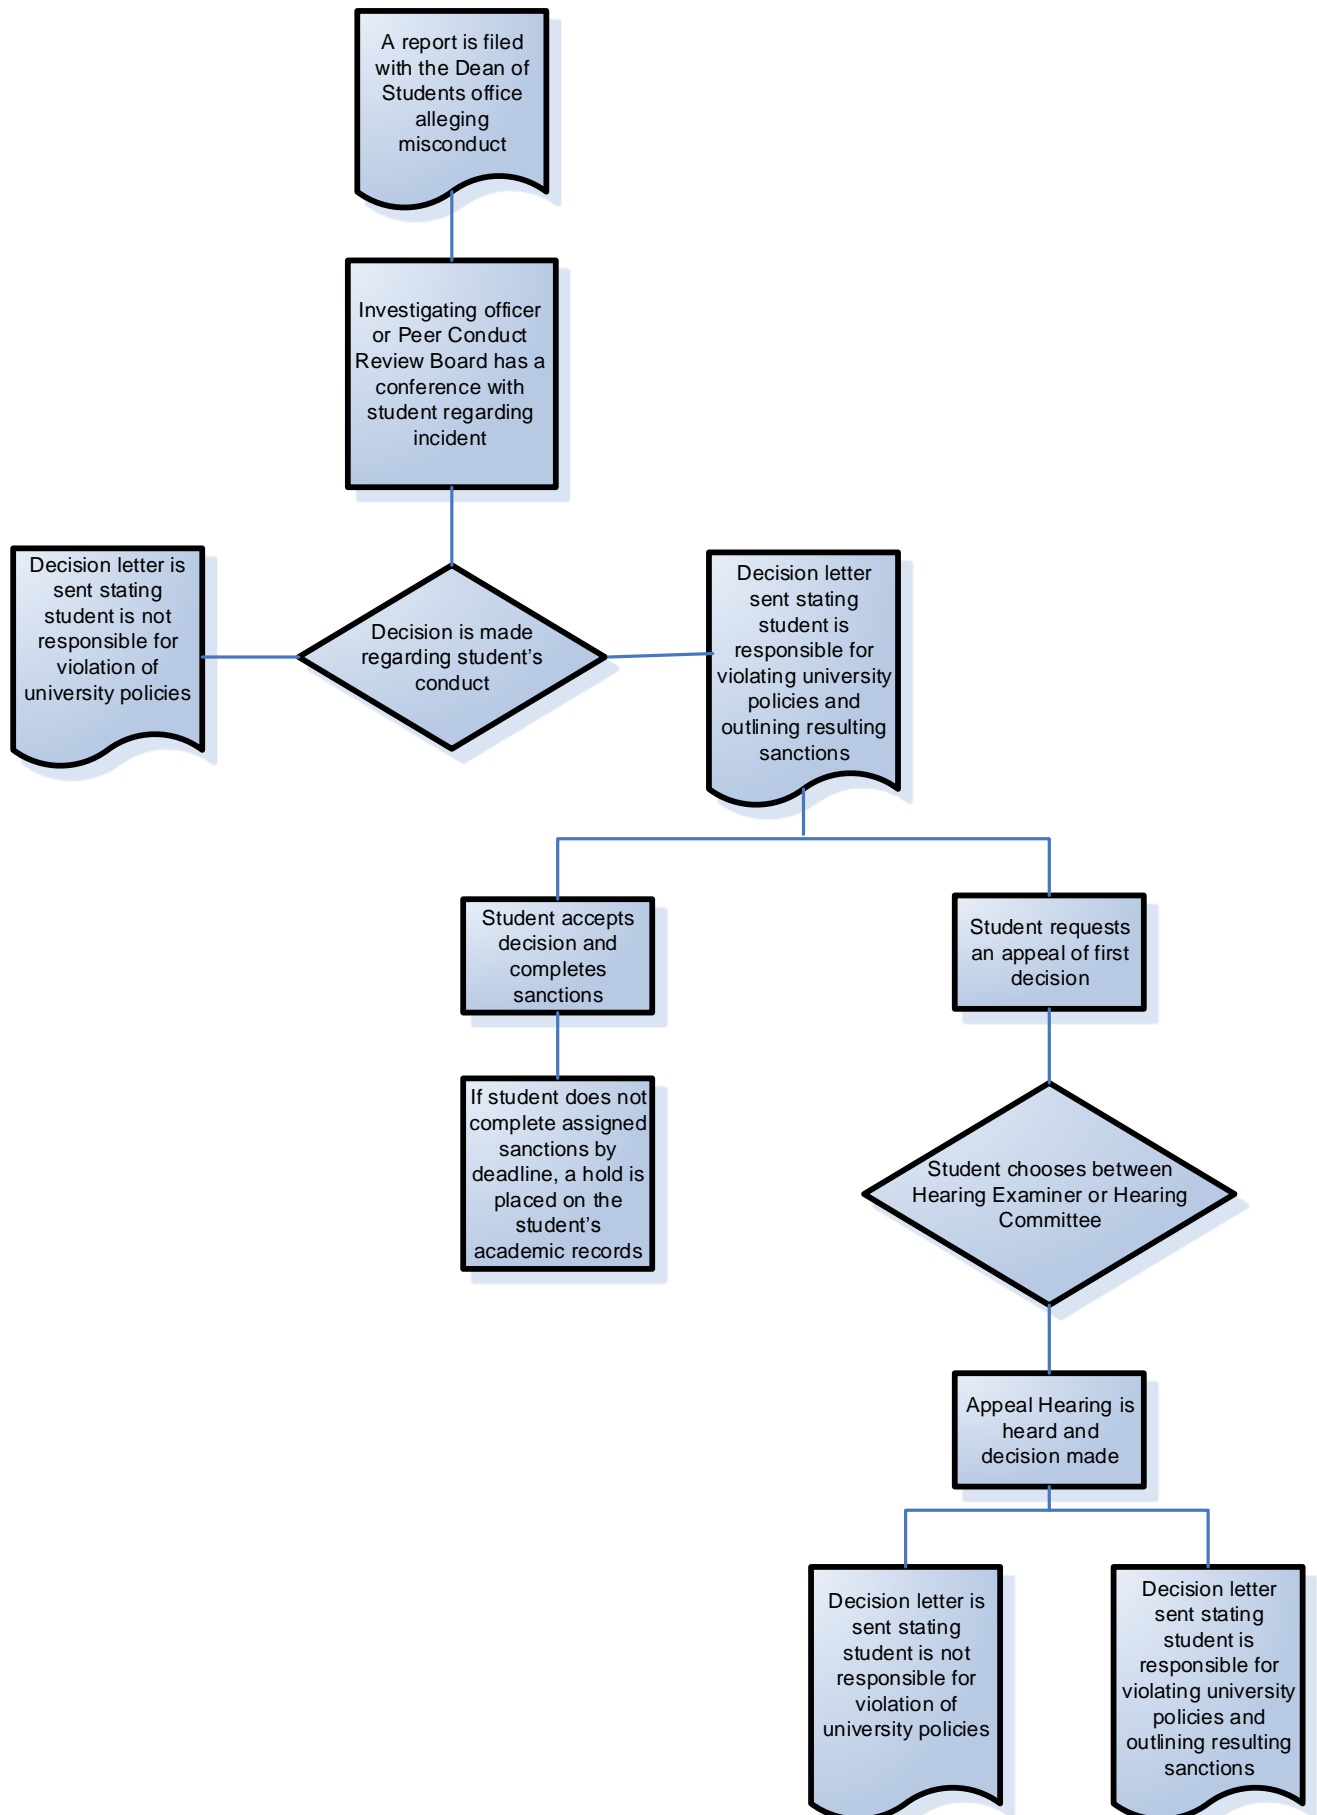 A report is filed
with the Dean of
Students office
alleging
misconduct
Investigating officer
or Peer Conduct
Review Board has a
conference with
student regarding
incident
Decision letter is
sent stating
student is not
responsible for
violation of
university policies
Decision is made
regarding student’s
conduct
Decision letter
sent stating
student is
responsible for
violating university
policies and
outlining resulting
sanctions
Student accepts
decision and
completes
sanctions
Student requests
an appeal of first
decision
If student does not
complete assigned
sanctions by
deadline, a hold is
placed on the
student’s
academic records
Student chooses between
Hearing Examiner or Hearing
Committee
Appeal Hearing is
heard and
decision made
Decision letter is
sent stating
student is not
responsible for
violation of
university policies
Decision letter
sent stating
student is
responsible for
violating university
policies and
outlining resulting
sanctions